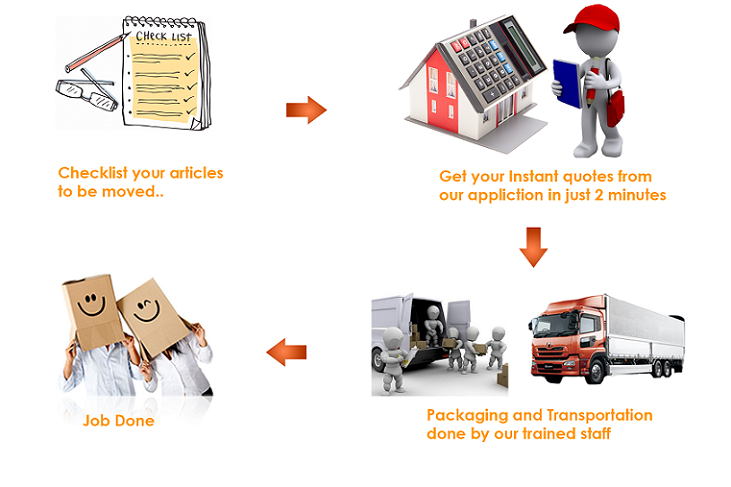 CHECK LIST
Checklist your articles
to be moved..
Get your Instant quotes from
our appliction in just 2 minutes
Packaging and Transportation
done by our trained staff
Job Done